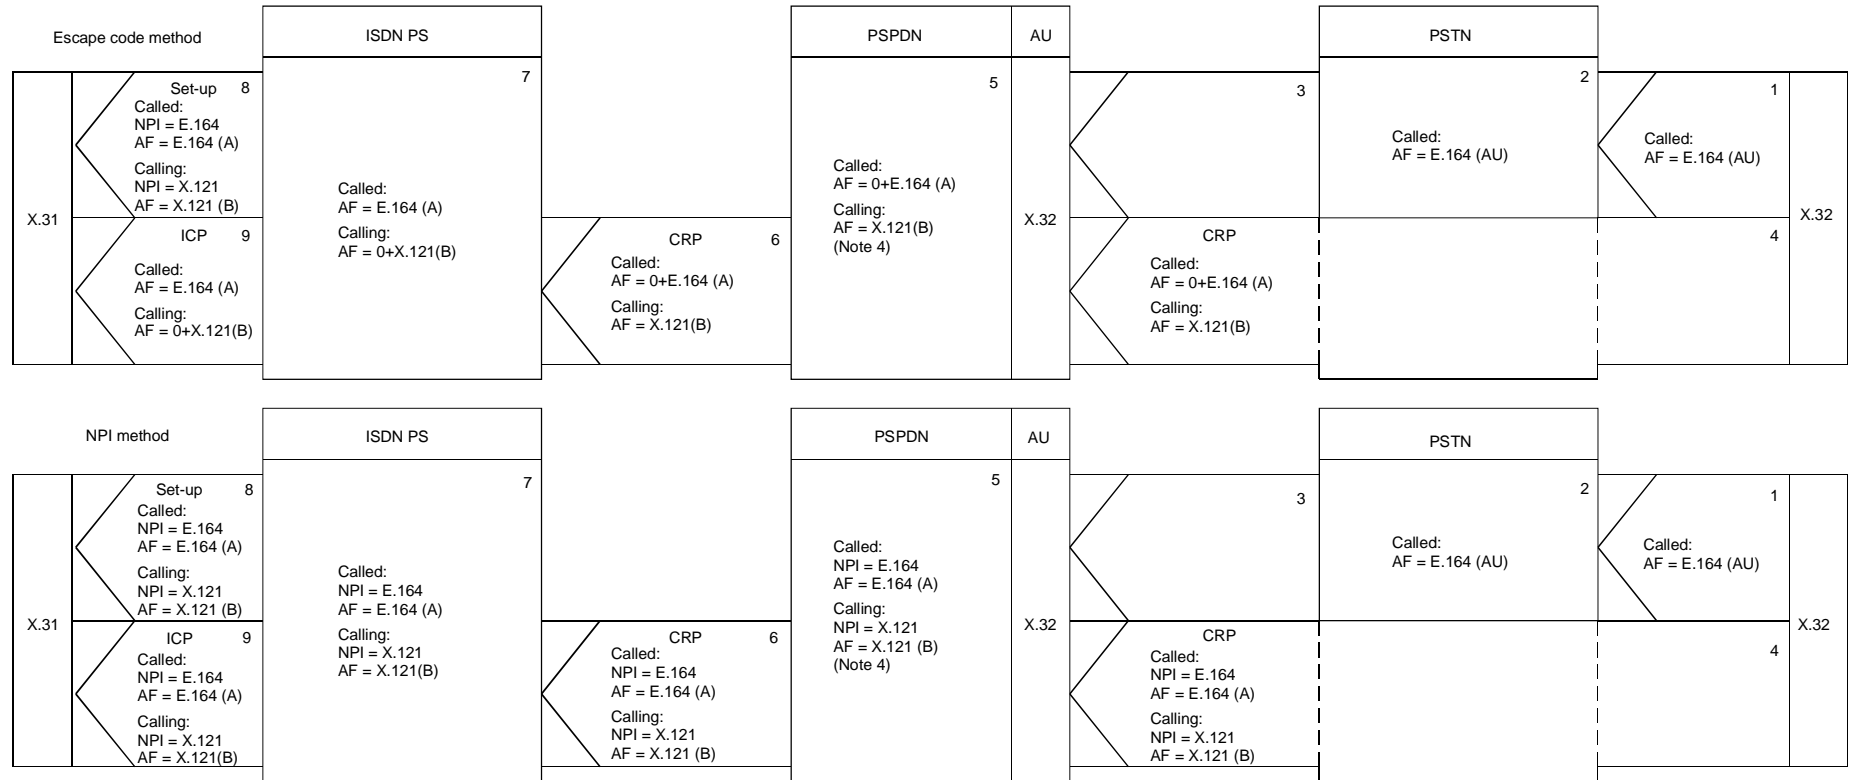 Escape code method
ISDN PS
PSPDN
AU
PSTN
X.31
Set-up 8
Called:
NPI = E.164
AF = E.164 (A)
Calling:
NPI = X.121
AF = X.121 (B)
ICP 9
Called:
AF = E.164 (A)
Calling:
AF = 0+X.121(B)
7
Called:
AF = E.164 (A)
Calling:
AF = 0+X.121(B)
CRP 6
Called:
AF = 0+E.164 (A)
Calling:
AF = X.121(B)
5
Called:
AF = 0+E.164 (A)
Calling:
AF = X.121(B)
(Note 4)
X.32
3
CRP
Called:
AF = 0+E.164 (A)
Calling:
AF = X.121(B)
2
Called:
AF = E.164 (AU)
1
Called:
AF = E.164 (AU)
4
X.32
NPI method
ISDN PS
PSPDN
AU
PSTN
X.31
Set-up 8
Called:
NPI = E.164
AF = E.164 (A)
Calling:
NPI = X.121
AF = X.121 (B)
ICP 9
Called:
NPI = E.164
AF = E.164 (A)
Calling:
NPI = X.121
AF = X.121(B)
7
Called:
NPI = E.164
AF = E.164 (A)
Calling:
NPI = X.121
AF = X.121(B)
CRP 6
Called:
NPI = E.164
AF = E.164 (A)
Calling:
NPI = X.121
AF = X.121 (B)
5
Called:
NPI = E.164
AF = E.164 (A)
Calling:
NPI = X.121
AF = X.121 (B)
(Note 4)
X.32
3
CRP
Called:
NPI = E.164
AF = E.164 (A)
Calling:
NPI = X.121
AF = X.121 (B)
2
Called:
AF = E.164 (AU)
1
Called:
AF = E.164 (AU)
4
X.32